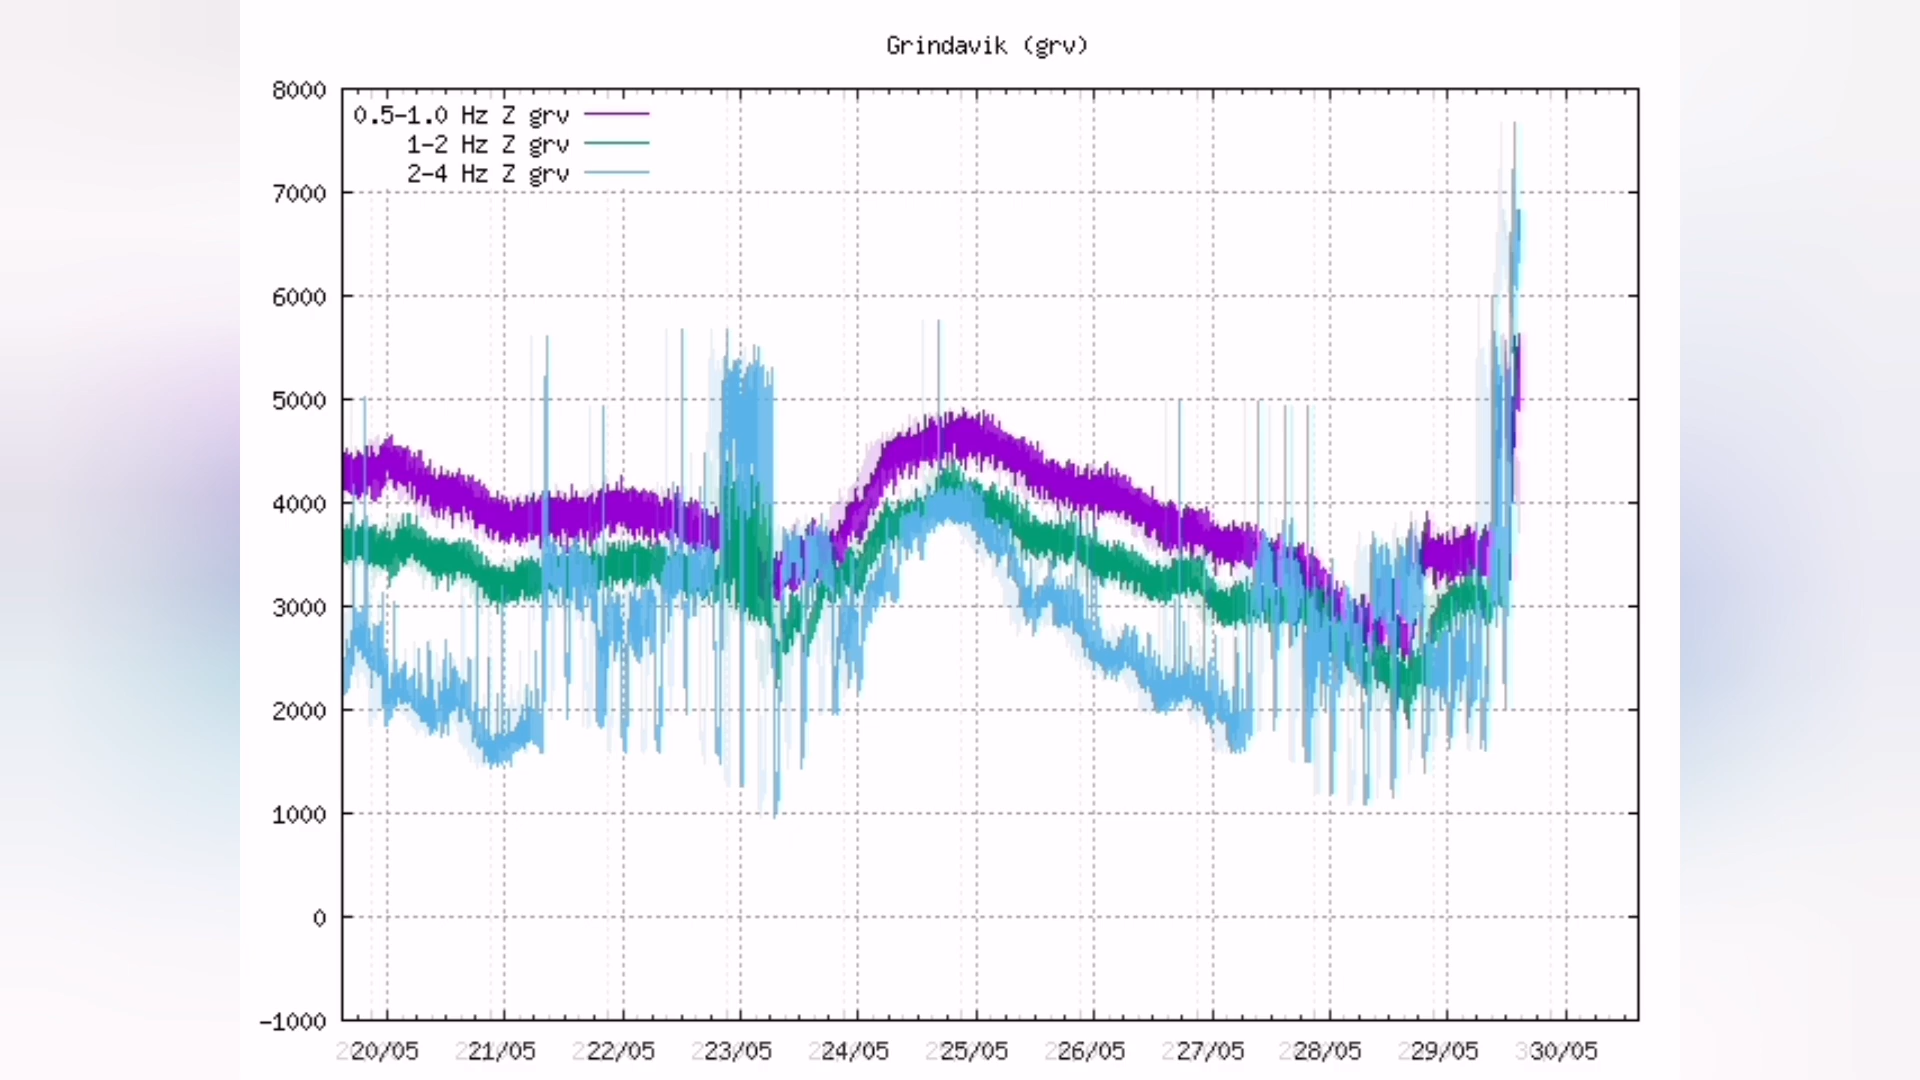 Grindavik (grv)
8000
0.5-1.0 Hz Z grv
1-2 Hz Z grv
2-4 Hz Z grv
7000
6000
5000
4000
3000
2000
1000
0
-1000
20/05 21/05 22/05 23/05 24/05 25/05 26/05 27/05 28/05 29/05 30/05